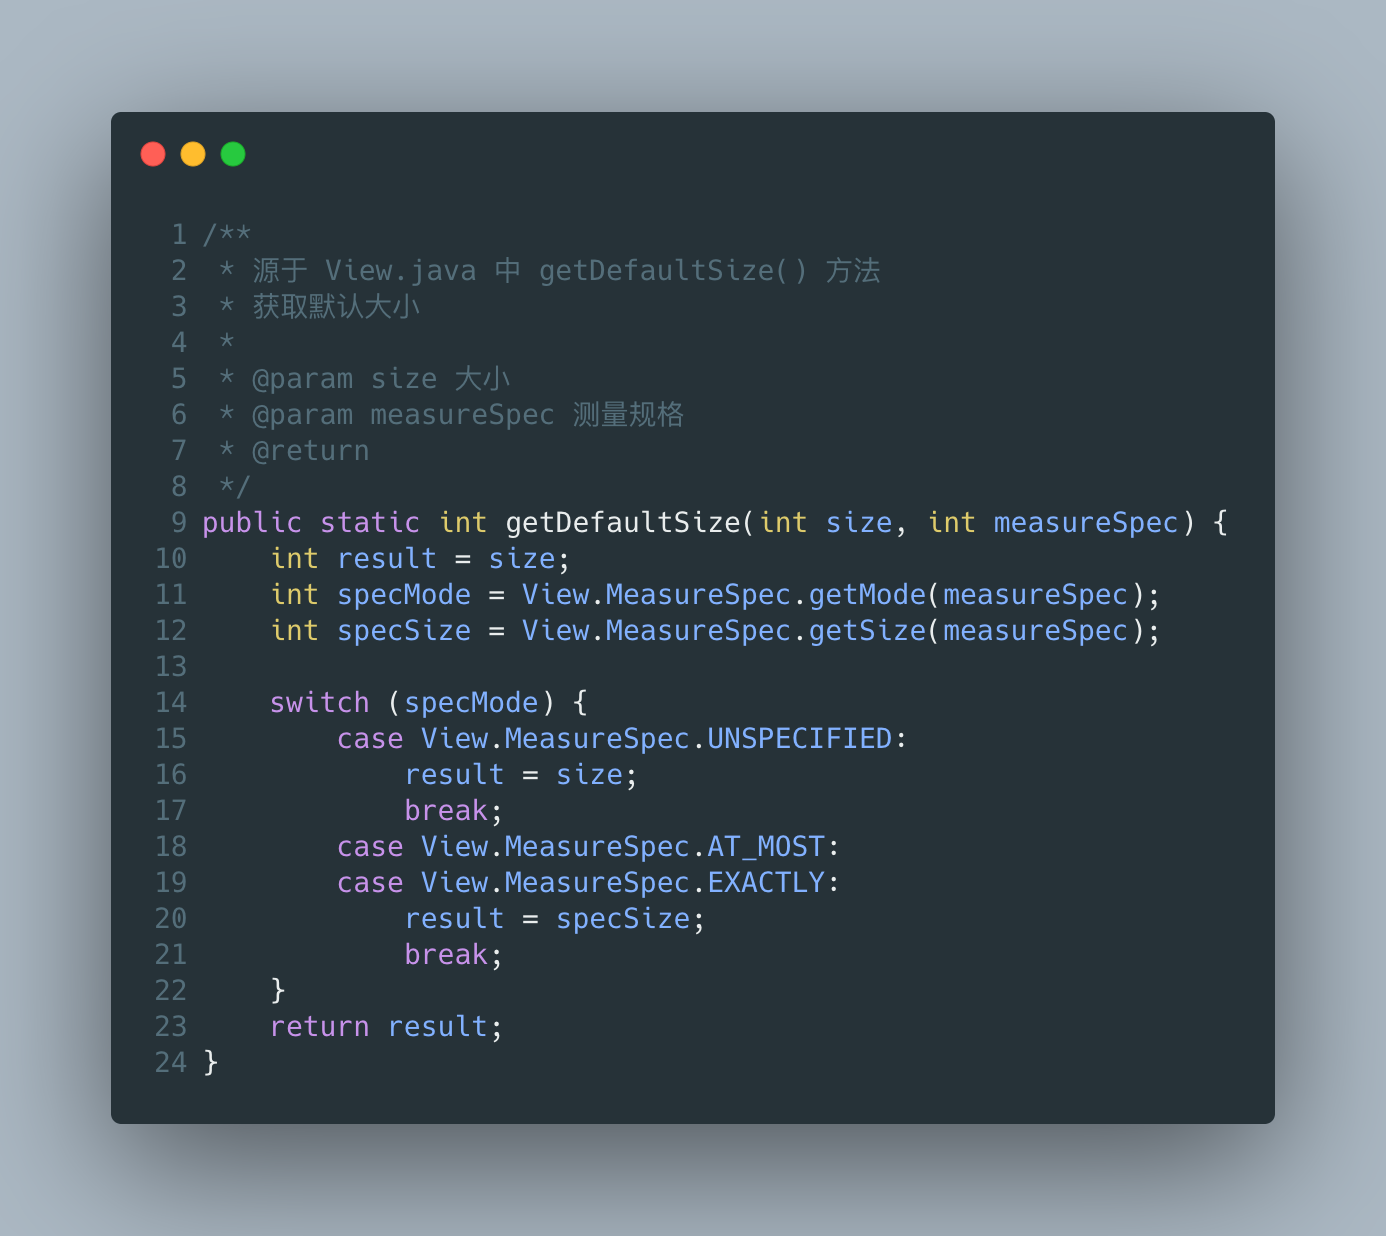 1 /**
2  * 源于 View.java 中 getDefaultSize() 方法
3  * 获取默认大小
4  *
5  * @param size 大小
6  * @param measureSpec 测量规格
7  * @return
8  */
9 public static int getDefaultSize(int size, int measureSpec) {
10     int result = size;
11     int specMode = View.MeasureSpec.getMode(measureSpec);
12     int specSize = View.MeasureSpec.getSize(measureSpec);
13
14     switch (specMode) {
15         case View.MeasureSpec.UNSPECIFIED:
16             result = size;
17             break;
18         case View.MeasureSpec.AT_MOST:
19         case View.MeasureSpec.EXACTLY:
20             result = specSize;
21             break;
22     }
23     return result;
24 }